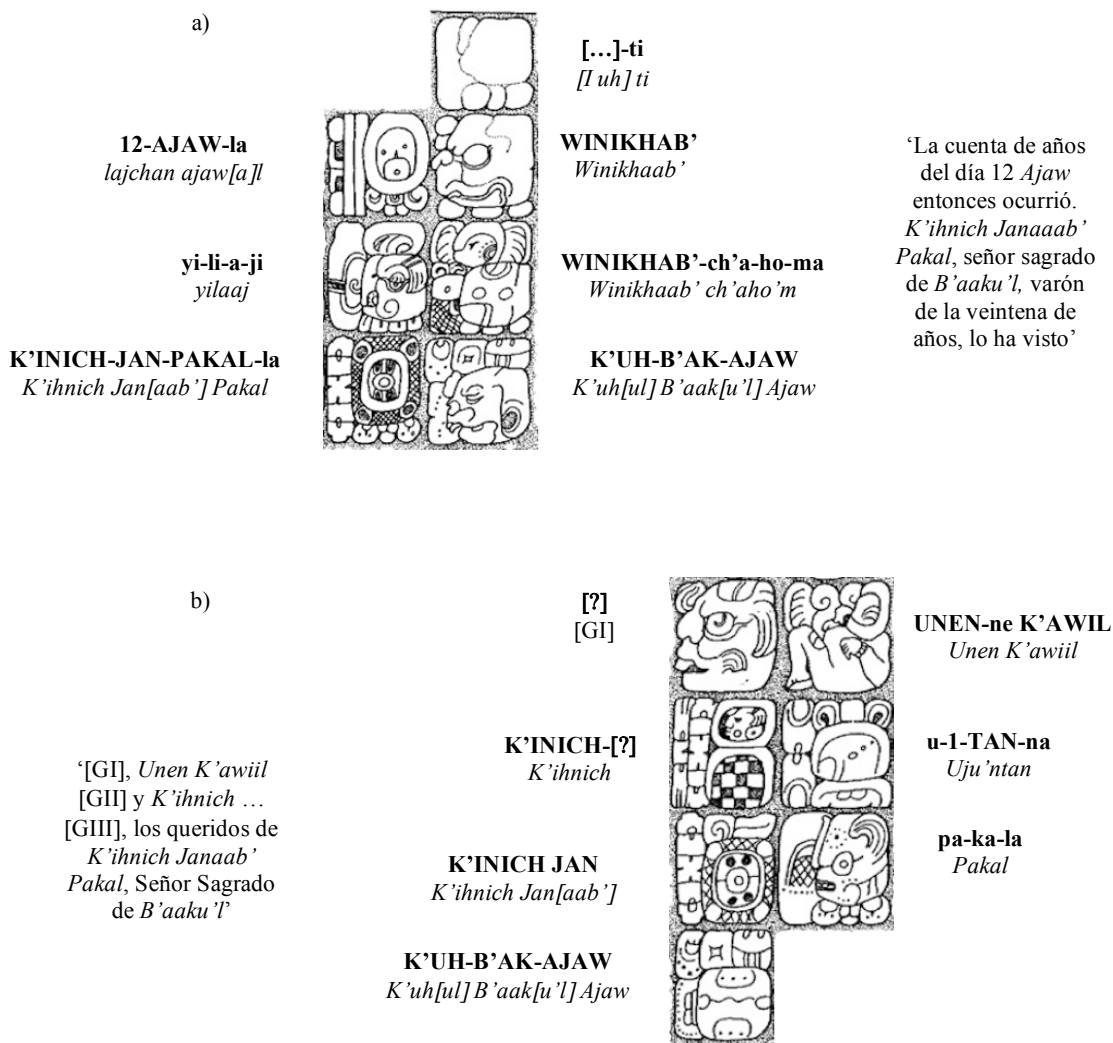 a)
[...]-ti
[I uh] ti
12-AJAW-la
lajchan ajaw[a]l
WINIKHAB’
Winikhaab’
yi-li-a-ji
yilaaj
WINIKHAB’-ch’a-ho-ma
Winikhaab’ ch’aho’m
K’INICH-JAN-PAKAL-la
K’ihnich Jan[aab’] Pakal
K’UH-B’AK-AJAW
K’uh[ul] B’aak[u’l] Ajaw
‘La cuenta de años
del día 12 Ajaw
entonces ocurrió.
K’ihnich Janaaab’
Pakal, señor sagrado
de B’aaku’l, varón
de la veintena de
años, lo ha visto’
b)
[?]
[GI]
UNEN-ne K’AWIL
Unen K’awiil
K’INICH-[?]
K’ihnich
u-1-TAN-na
Uju’ntan
K’INICH JAN
K’ihnich Jan[aab’]
pa-ka-la
Pakal
K’UH-B’AK-AJAW
K’uh[ul] B’aak[u’l] Ajaw
‘[GI], Unen K’awiil
[GII] y K’ihnich …
[GIII], los queridos de
K’ihnich Janaab’
Pakal, Señor Sagrado
de B’aaku’l’